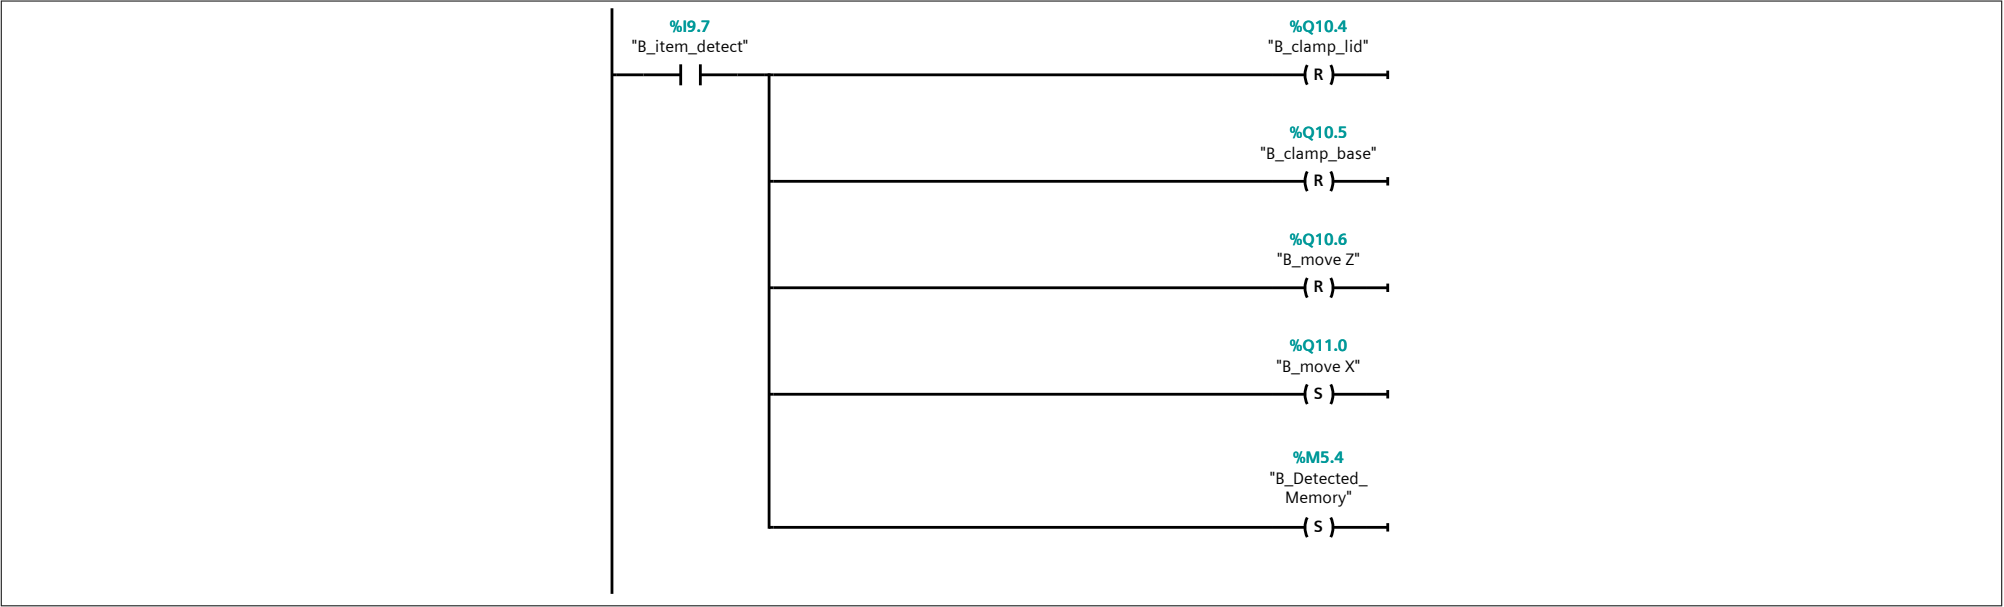 %I9.7
"B_item_detect"
%Q10.4
"B_clamp_lid"
( R )
%Q10.5
"B_clamp_base"
( R )
%Q10.6
"B_move Z"
( R )
%Q11.0
"B_move X"
( S )
%M5.4
"B_Detected_
Memory"
( S )